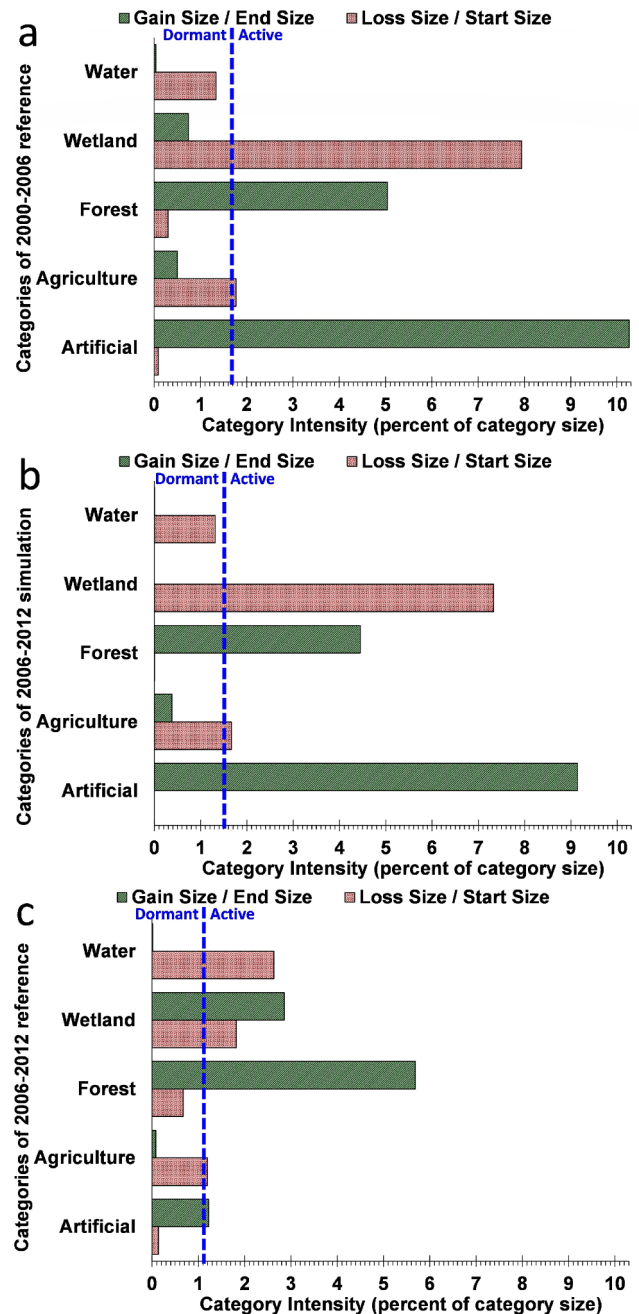 a
Gain Size / End Size Loss Size / Start Size
Dormant Active
Categories of 2000-2006 reference
Water
Wetland
Forest
Agriculture
Artificial
0 1 2 3 4 5 6 7 8 9 10
Category Intensity (percent of category size)
b
Gain Size / End Size Loss Size / Start Size
Dormant Active
Categories of 2006-2012 simulation
Water
Wetland
Forest
Agriculture
Artificial
0 1 2 3 4 5 6 7 8 9 10
Category Intensity (percent of category size)
c
Gain Size / End Size Loss Size / Start Size
Dormant Active
Categories of 2006-2012 reference
Water
Wetland
Forest
Agriculture
Artificial
0 1 2 3 4 5 6 7 8 9 10
Category Intensity (percent of category size)